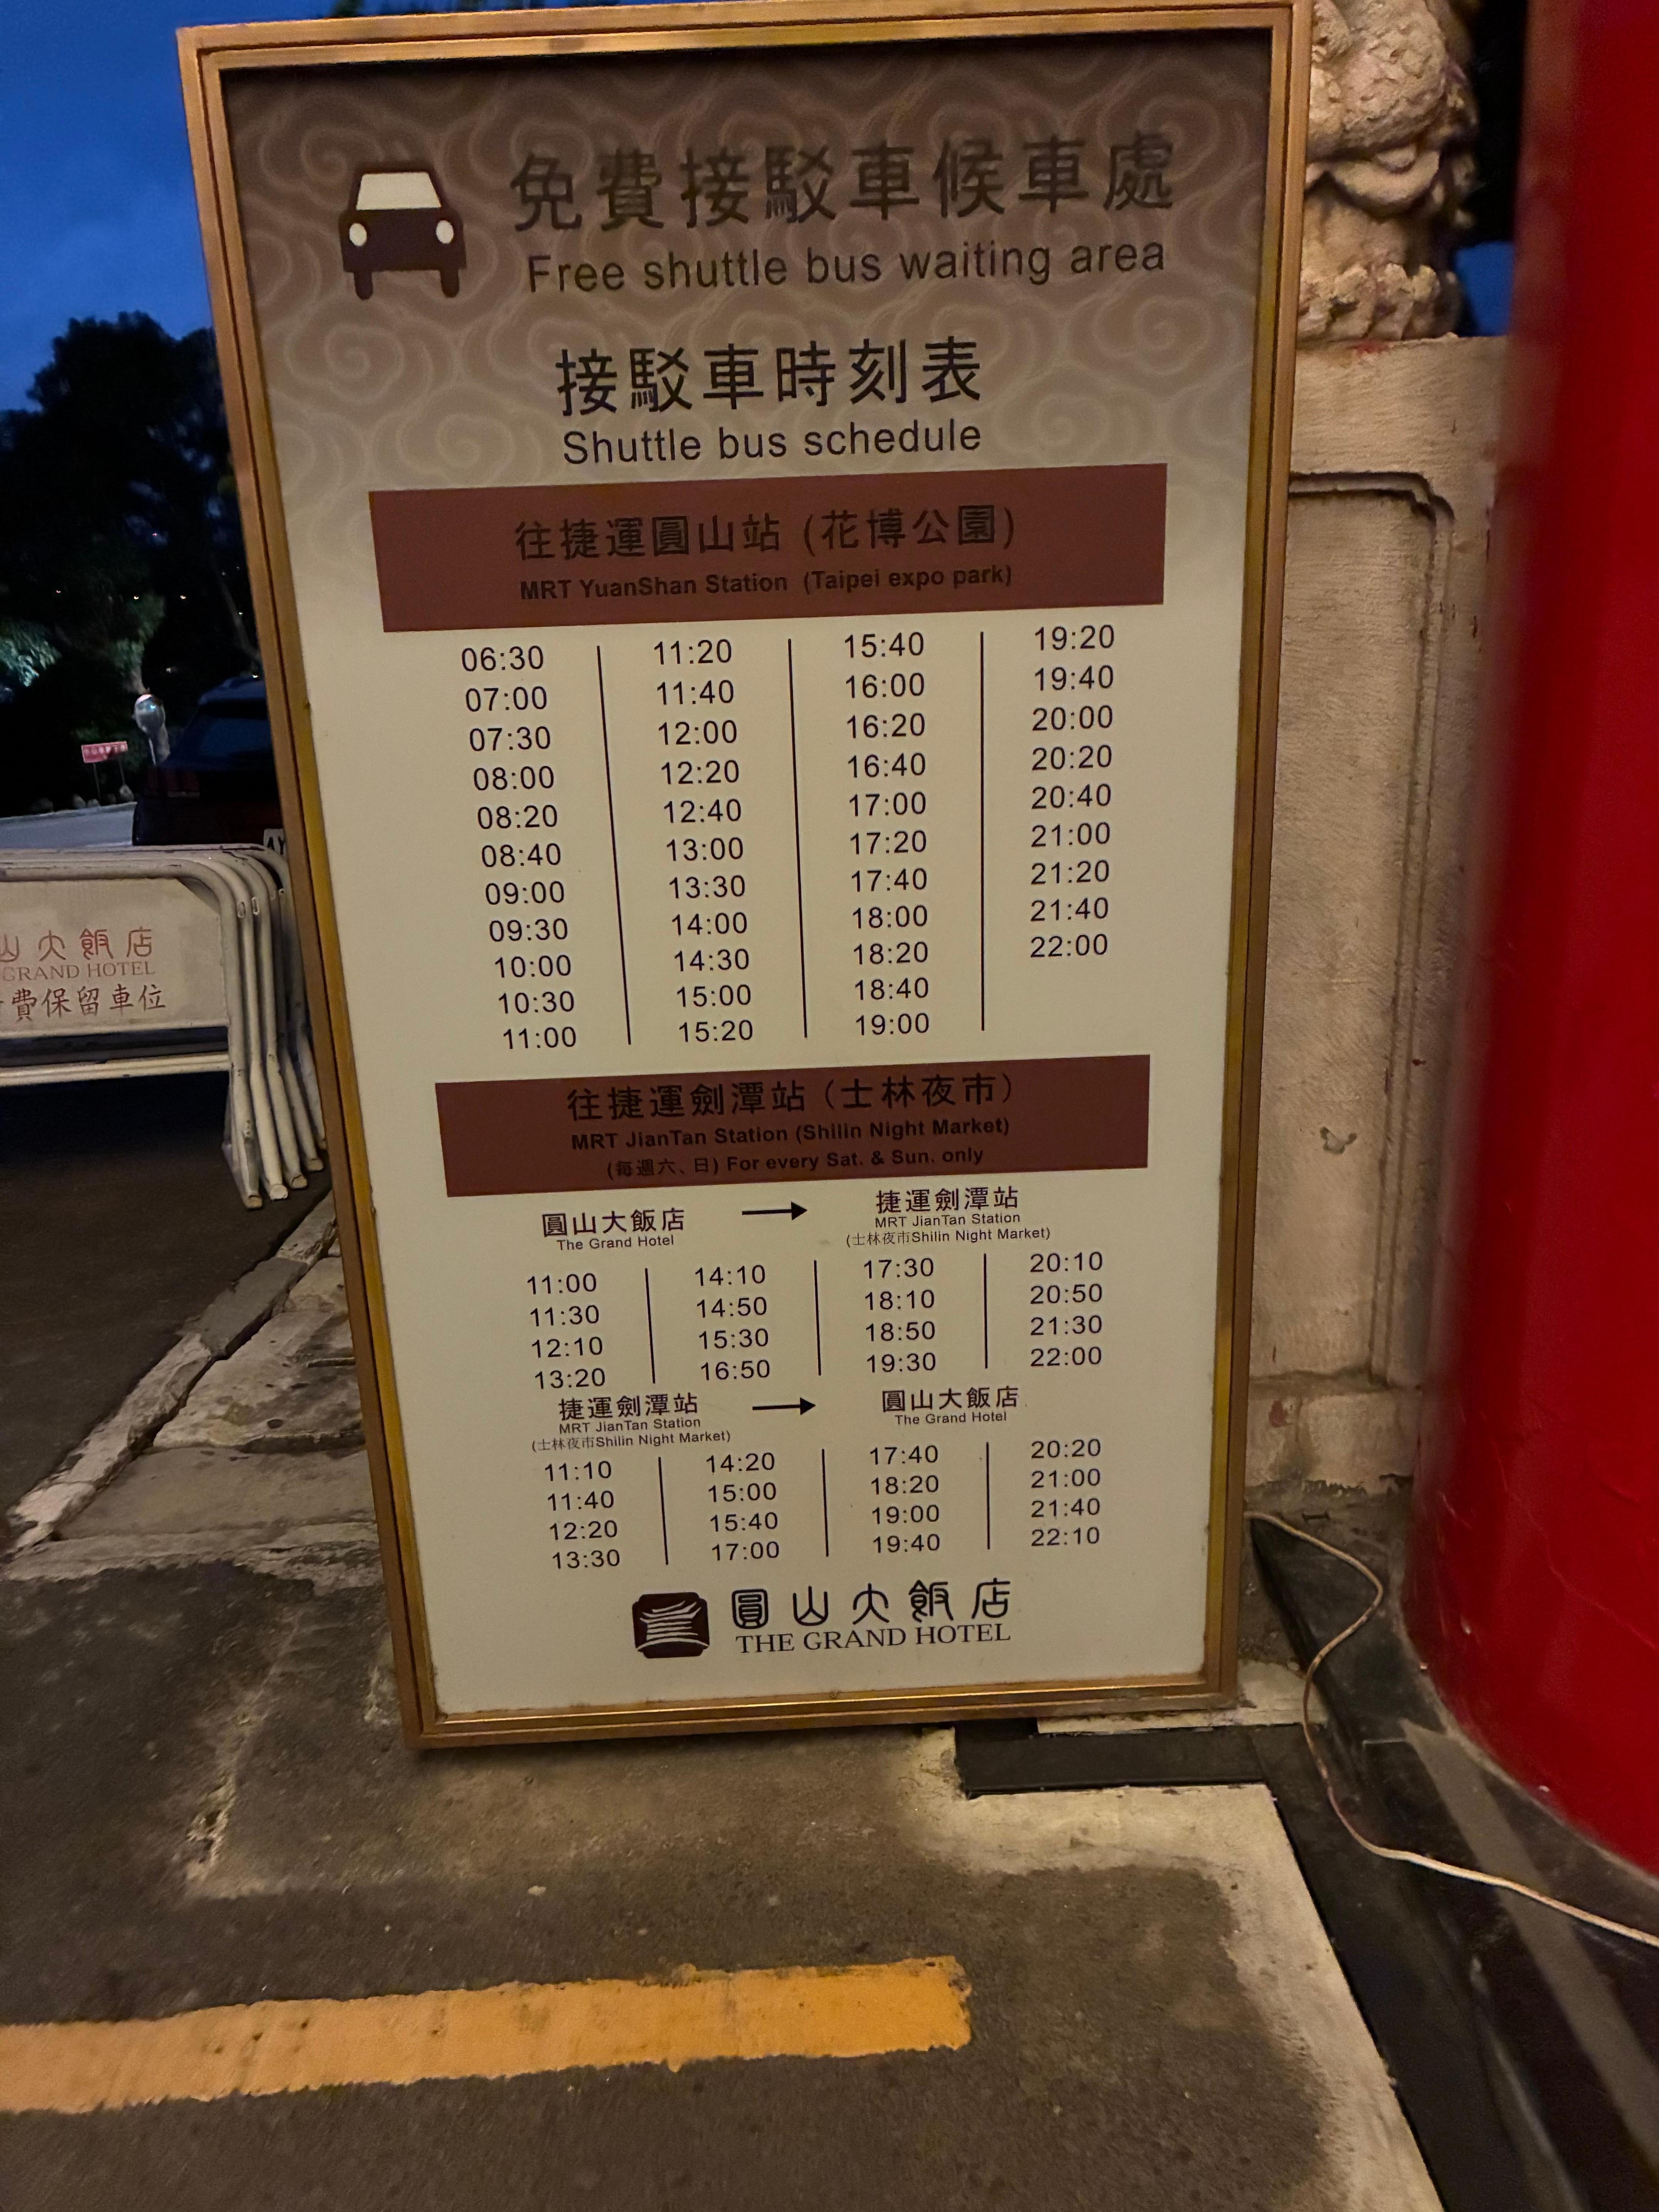 免費接駁車候車處
Free shuttle bus waiting area
接駁車時刻表
Shuttle bus schedule
往捷運圓山站 (花博公園)
MRT YuanShan Station (Taipei expo park)
06:30 11:20 15:40 19:20
07:00 11:40 16:00 19:40
07:30 12:00 16:20 20:00
08:00 12:20 16:40 20:20
08:20 12:40 17:00 20:40
08:40 13:00 17:20 21:00
09:00 13:30 17:40 21:20
09:30 14:00 18:00 21:40
10:00 14:30 18:20 22:00
10:30 15:00 18:40
11:00 15:20 19:00
往捷運劍潭站 (士林夜市)
MRT JianTan Station (Shilin Night Market)
(每週六、日) For every Sat. & Sun. only
圓山大飯店 → 捷運劍潭站
The Grand Hotel MRT JianTan Station
(士林夜市Shilin Night Market)
11:00 14:10 17:30 20:10
11:30 14:50 18:10 20:50
12:10 15:30 18:50 21:30
13:20 16:50 19:30 22:00
捷運劍潭站 → 圓山大飯店
MRT JianTan Station The Grand Hotel
(士林夜市Shilin Night Market)
11:10 14:20 17:40 20:20
11:40 15:00 18:20 21:00
12:20 15:40 19:00 21:40
13:30 17:00 19:40 22:10
圓山大飯店
THE GRAND HOTEL
山大飯店
GRAND HOTEL
費保留車位